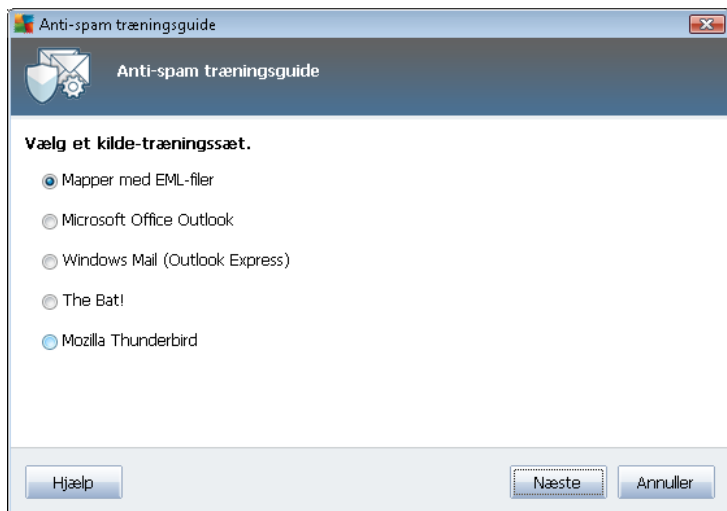 Anti-spam træningsguide
Anti-spam træningsguide
Vælg et kilde-træningssæt.
Mapper med EML-filer
Microsoft Office Outlook
Windows Mail (Outlook Express)
The Bat!
Mozilla Thunderbird
Hjælp
Næste
Annuller